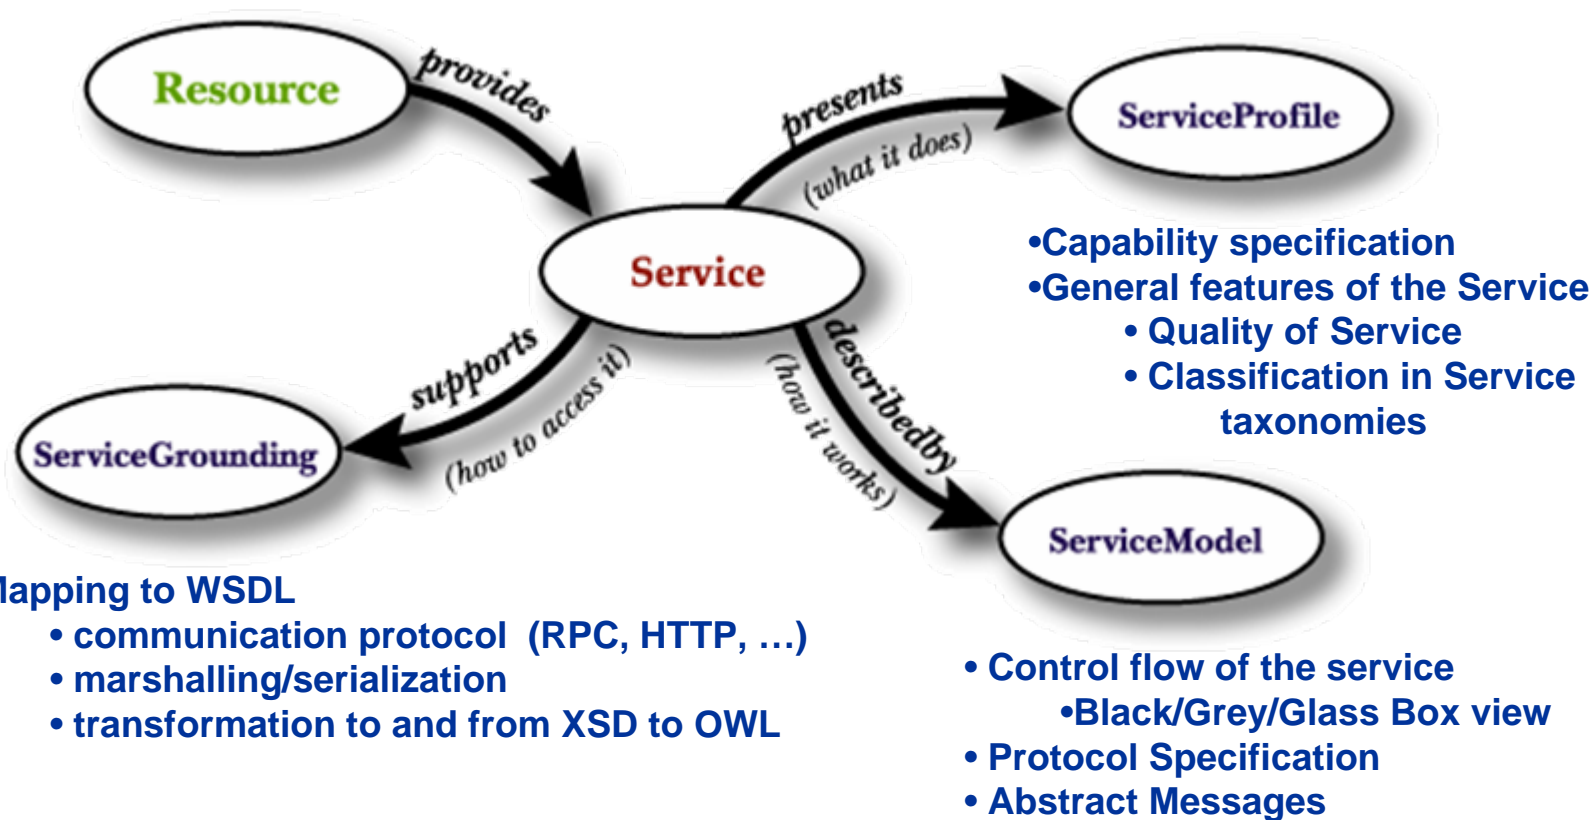 Resource
provides
presents
(what it does)
ServiceProfile
•Capability specification
•General features of the Service
• Quality of Service
• Classification in Service
taxonomies
Service
supports
(how to access it)
ServiceGrounding
describedby
(how it works)
ServiceModel
Mapping to WSDL
• communication protocol (RPC, HTTP, …)
• marshalling/serialization
• transformation to and from XSD to OWL
• Control flow of the service
•Black/Grey/Glass Box view
• Protocol Specification
• Abstract Messages